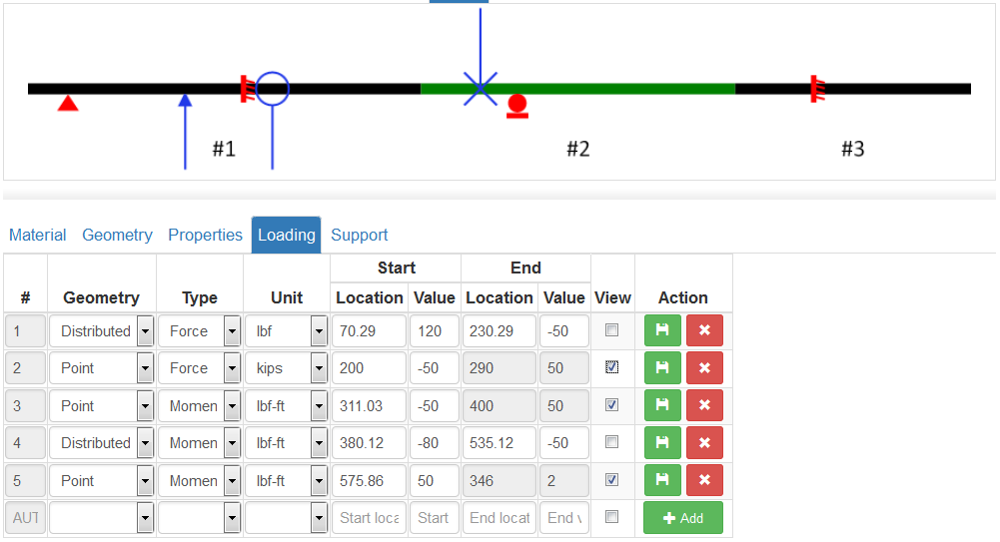 #1 #2 #3
Material Geometry Properties Loading Support
Start End
# Geometry Type Unit Location Value Location Value View Action
1 Distributed Force lbf 70.29 120 230.29 -50
2 Point Force kips 200 -50 290 50
3 Point Momen lbf-ft 311.03 -50 400 50
4 Distributed Momen lbf-ft 380.12 -80 535.12 -50
5 Point Momen lbf-ft 575.86 50 346 2
AUT Start loca Start End locat End v Add